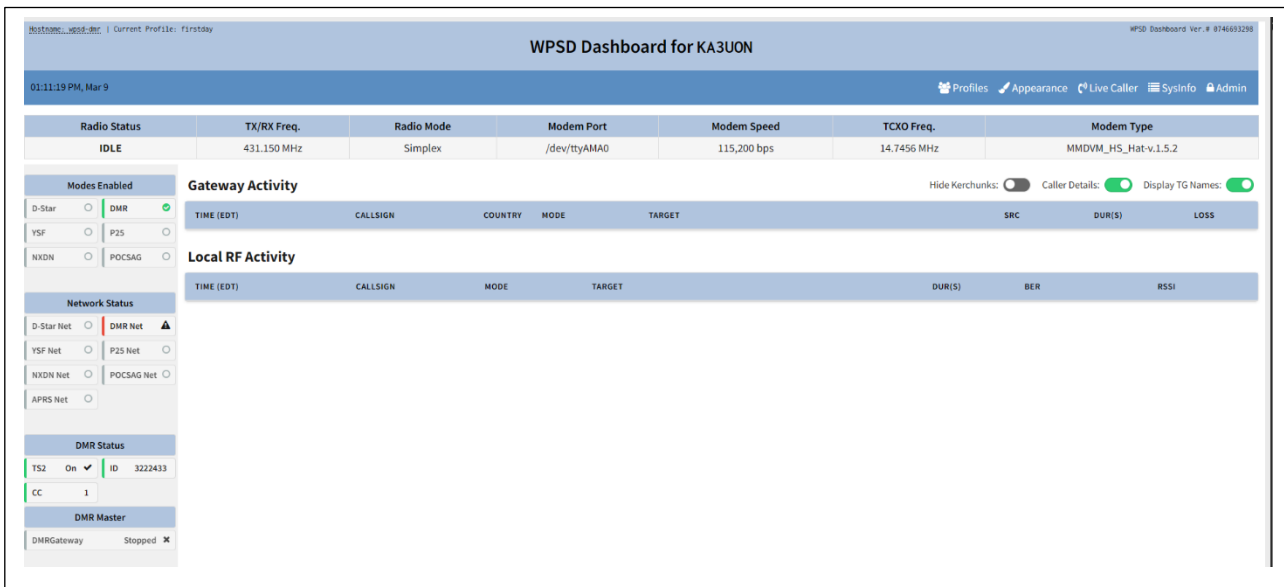 Hostname: wpsd-dmr | Current Profile: firstday
WPSD Dashboard Ver.# 0746693298
WPSD Dashboard for KA3UON
01:11:19 PM, Mar 9
Profiles Appearance Live Caller SysInfo Admin
Radio Status TX/RX Freq. Radio Mode Modem Port Modem Speed TCXO Freq. Modem Type
IDLE 431.150 MHz Simplex /dev/ttyAMA0 115,200 bps 14.7456 MHz MMDVM_HS_Hat-v.1.5.2
Modes Enabled
D-Star DMR
YSF P25
NXDN POCSAG
Network Status
D-Star Net DMR Net
YSF Net P25 Net
NXDN Net POCSAG Net
APRS Net
DMR Status
TS2 On ID 3222433
CC 1
DMR Master
DMRGateway Stopped
Gateway Activity
Hide Kerchunks: Caller Details: Display TG Names:
TIME (EDT) CALLSIGN COUNTRY MODE TARGET SRC DUR(S) LOSS
Local RF Activity
TIME (EDT) CALLSIGN MODE TARGET DUR(S) BER RSSI